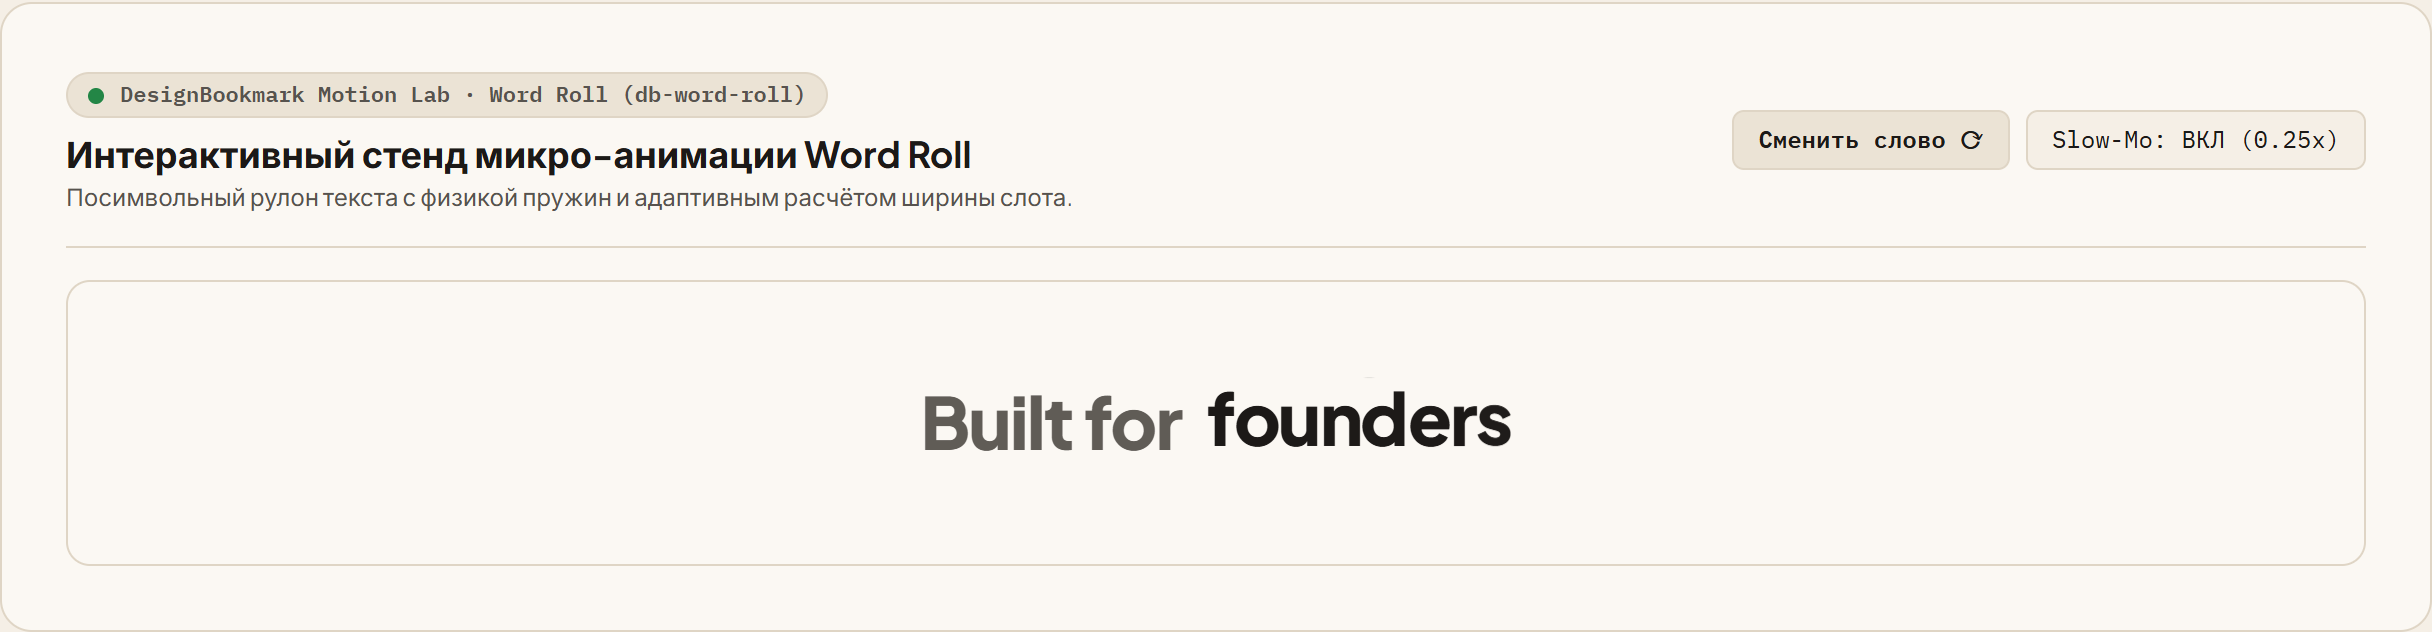 DesignBookmark Motion Lab · Word Roll (db-word-roll)
Интерактивный стенд микро-анимации Word Roll
Посимвольный рулон текста с физикой пружин и адаптивным расчётом ширины слота.
Сменить слово ⟳
Slow-Mo: ВКЛ (0.25x)
Built for founders